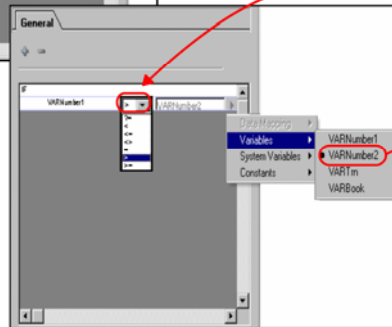 General
IF
VARNumber1 > VARNumber2
<
<=
<>
=
>
>=
Data Mapping
Variables
System Variables
Constants
VARNumber1
VARNumber2
VARTm
VARBook